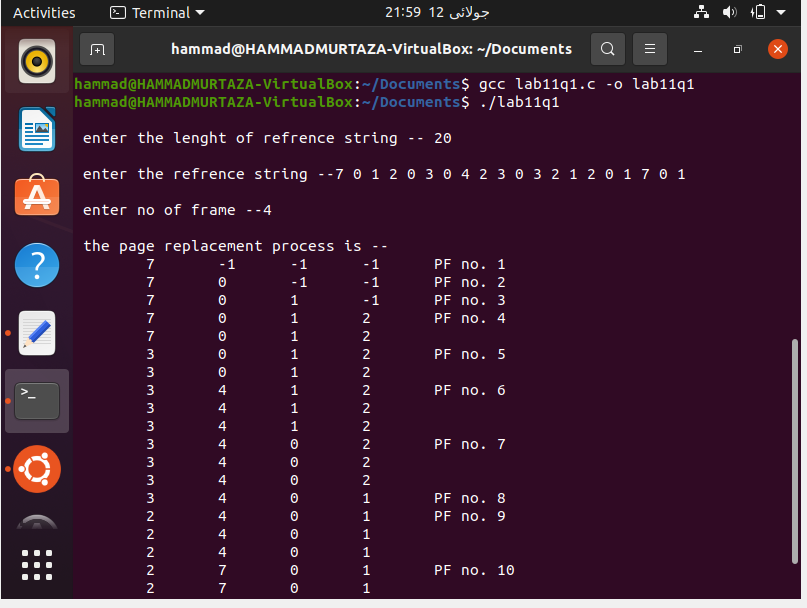 Activities Terminal 21:59 12 جولائی
hammad@HAMMADMURTAZA-VirtualBox: ~/Documents
hammad@HAMMADMURTAZA-VirtualBox:~/Documents$ gcc lab11q1.c -o lab11q1
hammad@HAMMADMURTAZA-VirtualBox:~/Documents$ ./lab11q1
enter the lenght of refrence string -- 20
enter the refrence string --7 0 1 2 0 3 0 4 2 3 0 3 2 1 2 0 1 7 0 1
enter no of frame --4
the page replacement process is --
7 -1 -1 -1 PF no. 1
7 0 -1 -1 PF no. 2
7 0 1 -1 PF no. 3
7 0 1 2 PF no. 4
7 0 1 2
3 0 1 2 PF no. 5
3 0 1 2
3 4 1 2 PF no. 6
3 4 1 2
3 4 1 2
3 4 0 2 PF no. 7
3 4 0 2
3 4 0 2
3 4 0 1 PF no. 8
2 4 0 1 PF no. 9
2 4 0 1
2 4 0 1
2 7 0 1 PF no. 10
2 7 0 1